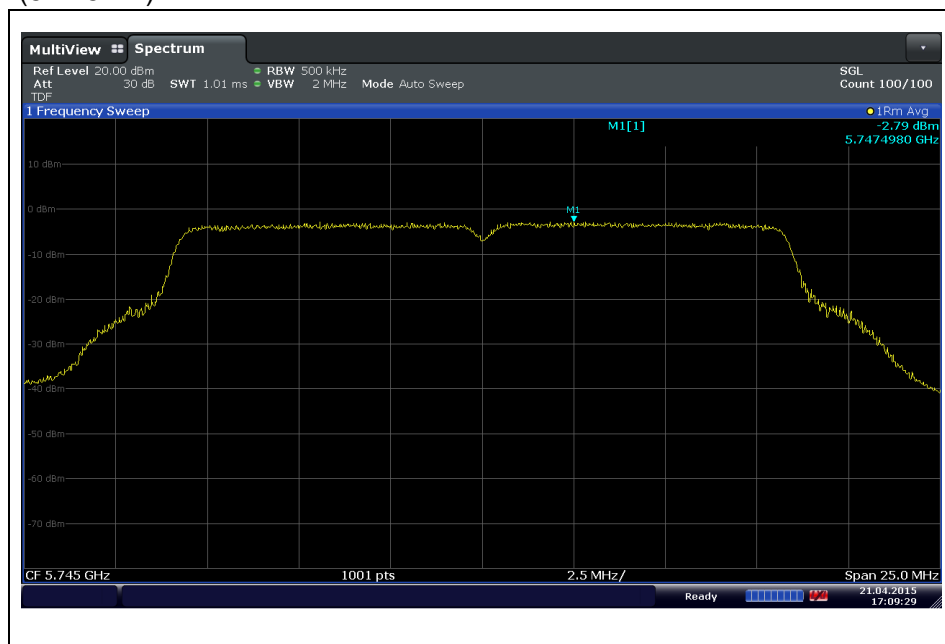 MultiView Spectrum
Ref Level 20.00 dBm RBW 500 kHz SGL
Att 30 dB SWT 1.01 ms VBW 2 MHz Mode Auto Sweep Count 100/100
TDF
1 Frequency Sweep 1Rm Avg
M1[1] -2.79 dBm
5.7474980 GHz
10 dBm
0 dBm
M1
-10 dBm
-20 dBm
-30 dBm
-40 dBm
-50 dBm
-60 dBm
-70 dBm
CF 5.745 GHz 1001 pts 2.5 MHz/ Span 25.0 MHz
Ready 21.04.2015
17:09:29